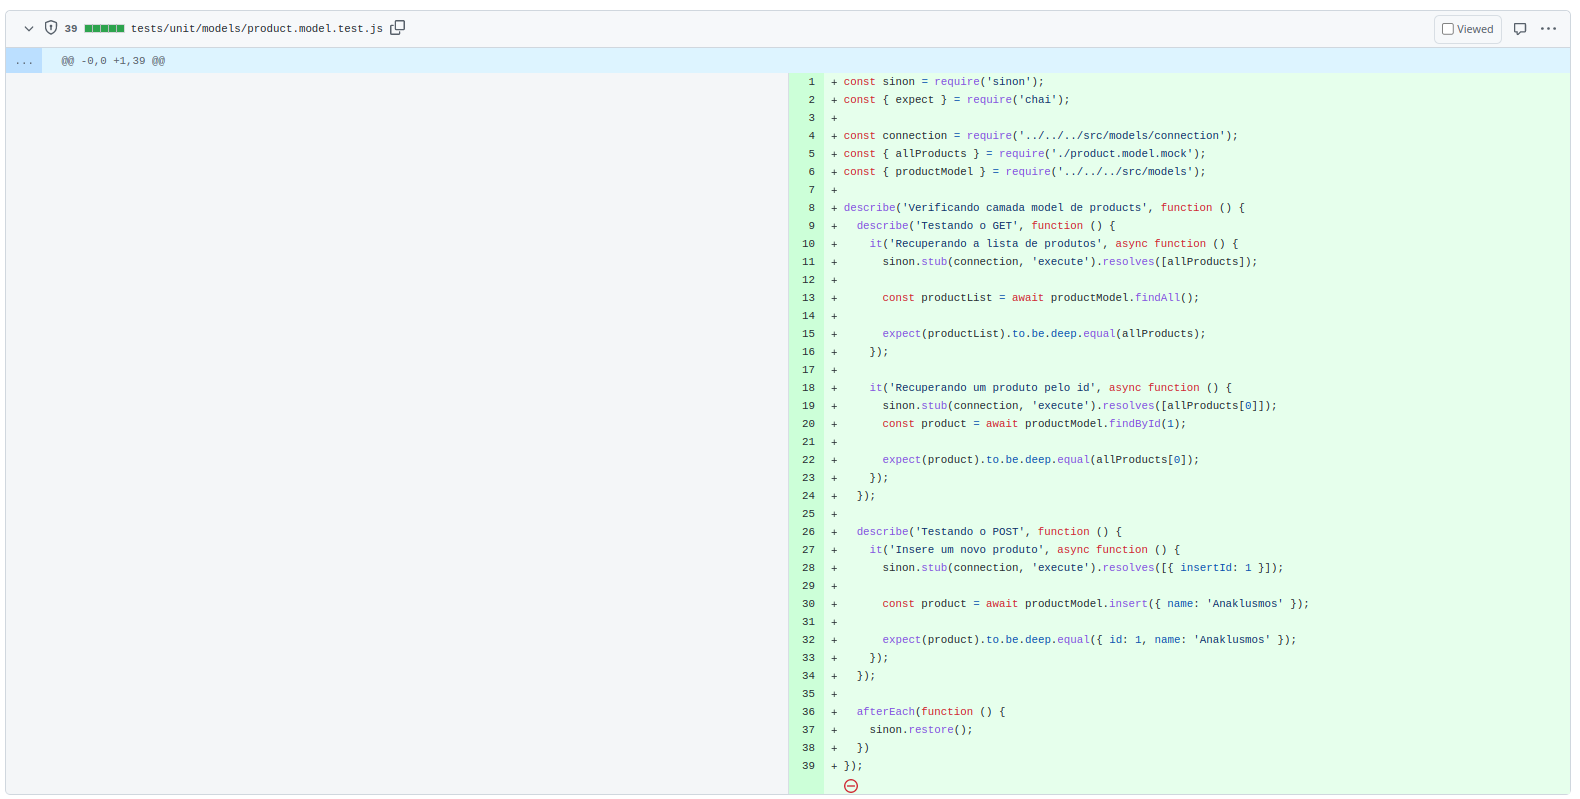 39 tests/unit/models/product.model.test.js Viewed
... @@ -0,0 +1,39 @@
1 + const sinon = require('sinon');
2 + const { expect } = require('chai');
3 +
4 + const connection = require('../../../src/models/connection');
5 + const { allProducts } = require('./product.model.mock');
6 + const { productModel } = require('../../../src/models');
7 +
8 + describe('Verificando camada model de products', function () {
9 +   describe('Testando o GET', function () {
10 +     it('Recuperando a lista de produtos', async function () {
11 +       sinon.stub(connection, 'execute').resolves([allProducts]);
12 +
13 +       const productList = await productModel.findAll();
14 +
15 +       expect(productList).to.be.deep.equal(allProducts);
16 +     });
17 +
18 +     it('Recuperando um produto pelo id', async function () {
19 +       sinon.stub(connection, 'execute').resolves([allProducts[0]]);
20 +       const product = await productModel.findById(1);
21 +
22 +       expect(product).to.be.deep.equal(allProducts[0]);
23 +     });
24 +   });
25 +
26 +   describe('Testando o POST', function () {
27 +     it('Insere um novo produto', async function () {
28 +       sinon.stub(connection, 'execute').resolves([{ insertId: 1 }]);
29 +
30 +       const product = await productModel.insert({ name: 'Anaklusmos' });
31 +
32 +       expect(product).to.be.deep.equal({ id: 1, name: 'Anaklusmos' });
33 +     });
34 +   });
35 +
36 +   afterEach(function () {
37 +     sinon.restore();
38 +   })
39 + });